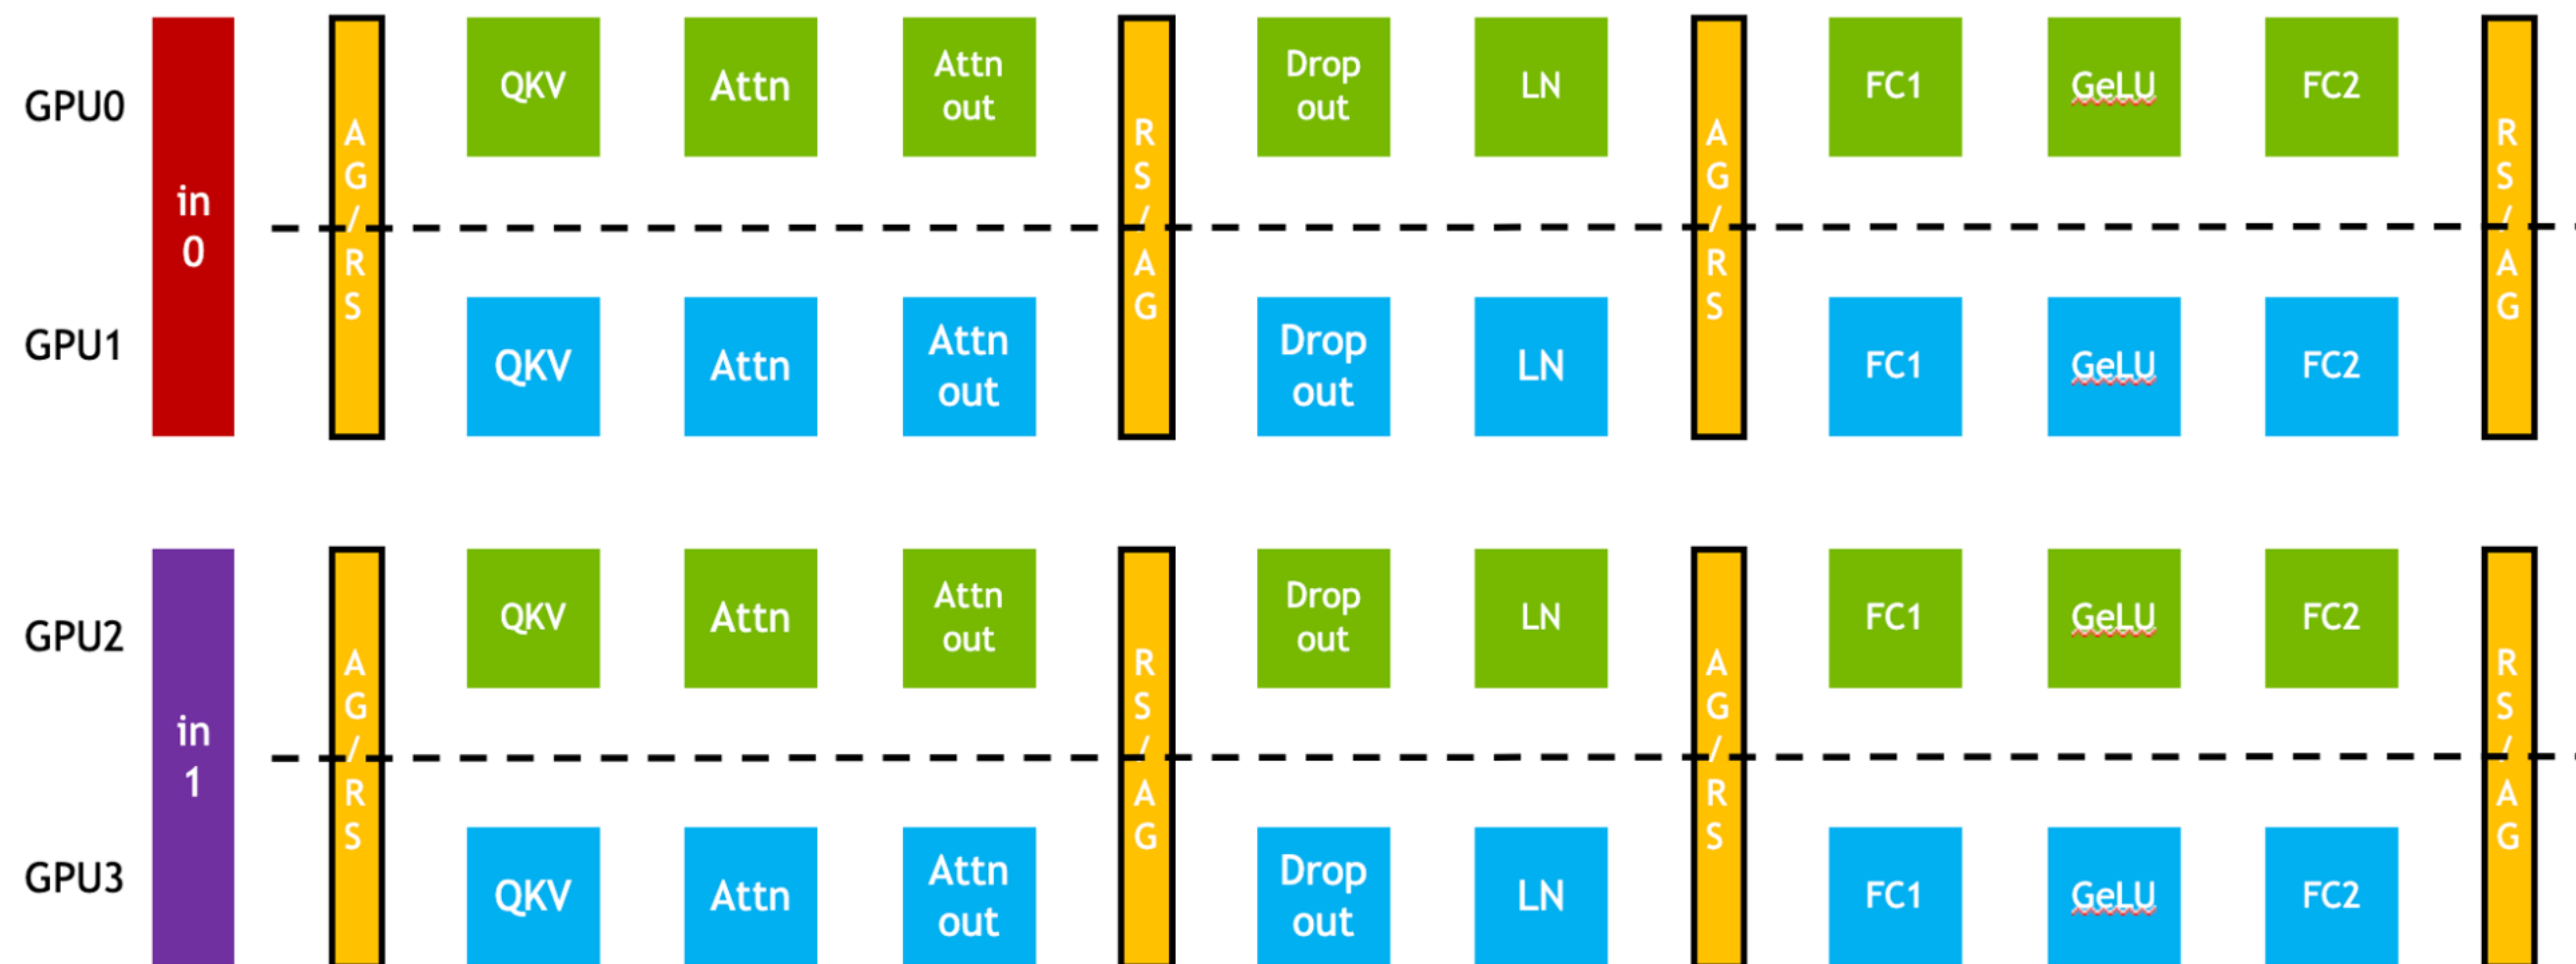 GPU0
in
0
A
G
/
R
S
QKV
Attn
Attn
out
R
S
/
A
G
Drop
out
LN
A
G
/
R
S
FC1
GeLU
FC2
R
S
/
A
G
GPU1
QKV
Attn
Attn
out
Drop
out
LN
FC1
GeLU
FC2
GPU2
in
1
A
G
/
R
S
QKV
Attn
Attn
out
R
S
/
A
G
Drop
out
LN
A
G
/
R
S
FC1
GeLU
FC2
R
S
/
A
G
GPU3
QKV
Attn
Attn
out
Drop
out
LN
FC1
GeLU
FC2